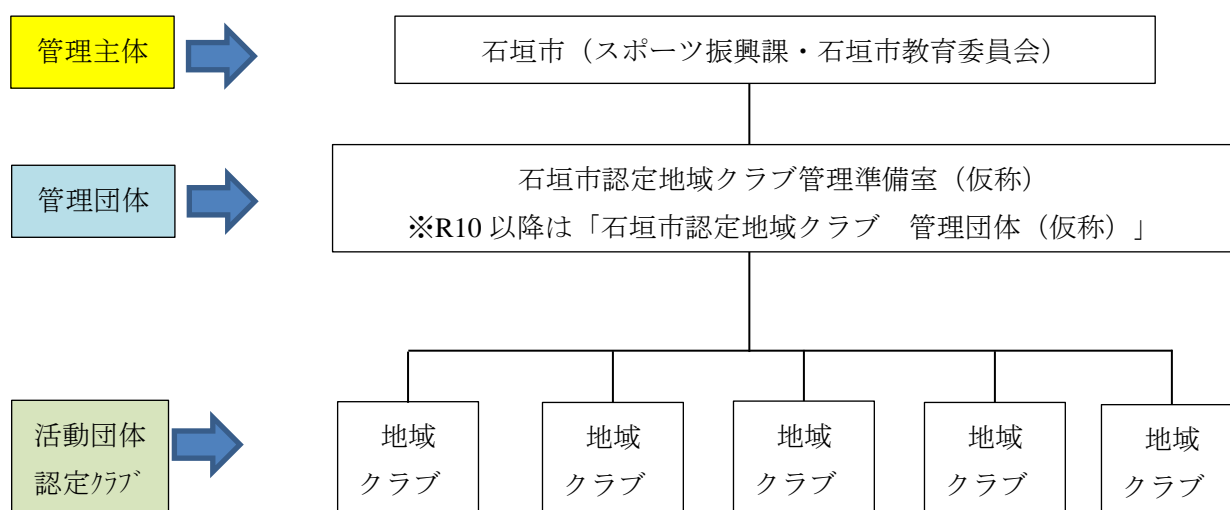 管理主体
石垣市（スポーツ振興課・石垣市教育委員会）
管理団体
石垣市認定地域クラブ管理準備室（仮称）
※R10 以降は「石垣市認定地域クラブ　管理団体（仮称）」
活動団体
認定ｸﾗﾌﾞ
地域
クラブ
地域
クラブ
地域
クラブ
地域
クラブ
地域
クラブ